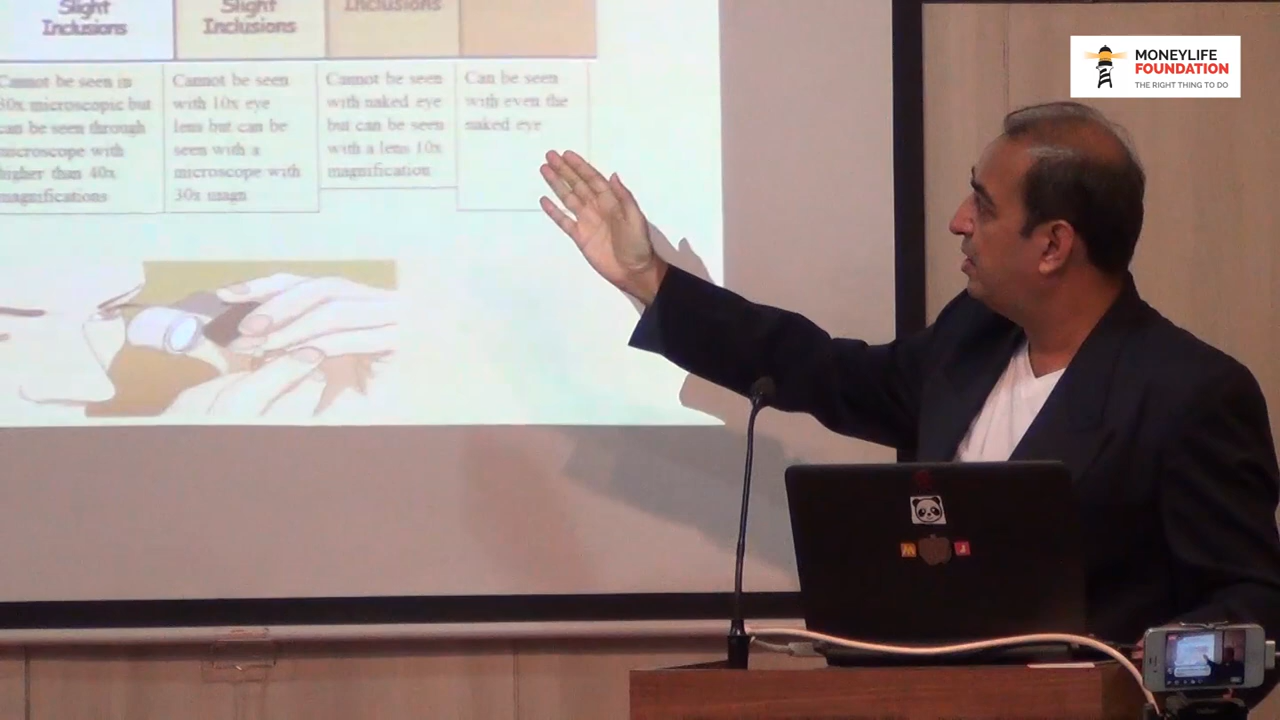 Slight
Inclusions
Slight
Inclusions
Inclusions
Cannot be seen in
30x microscopic but
can be seen through
microscope with
higher than 40x
magnifications
Cannot be seen
with 10x eye
lens but can be
seen with a
microscope with
30x magn
Cannot be seen
with naked eye
but can be seen
with a lens 10x
magnification
Can be seen
with even the
naked eye
MONEYLIFE
FOUNDATION
THE RIGHT THING TO DO